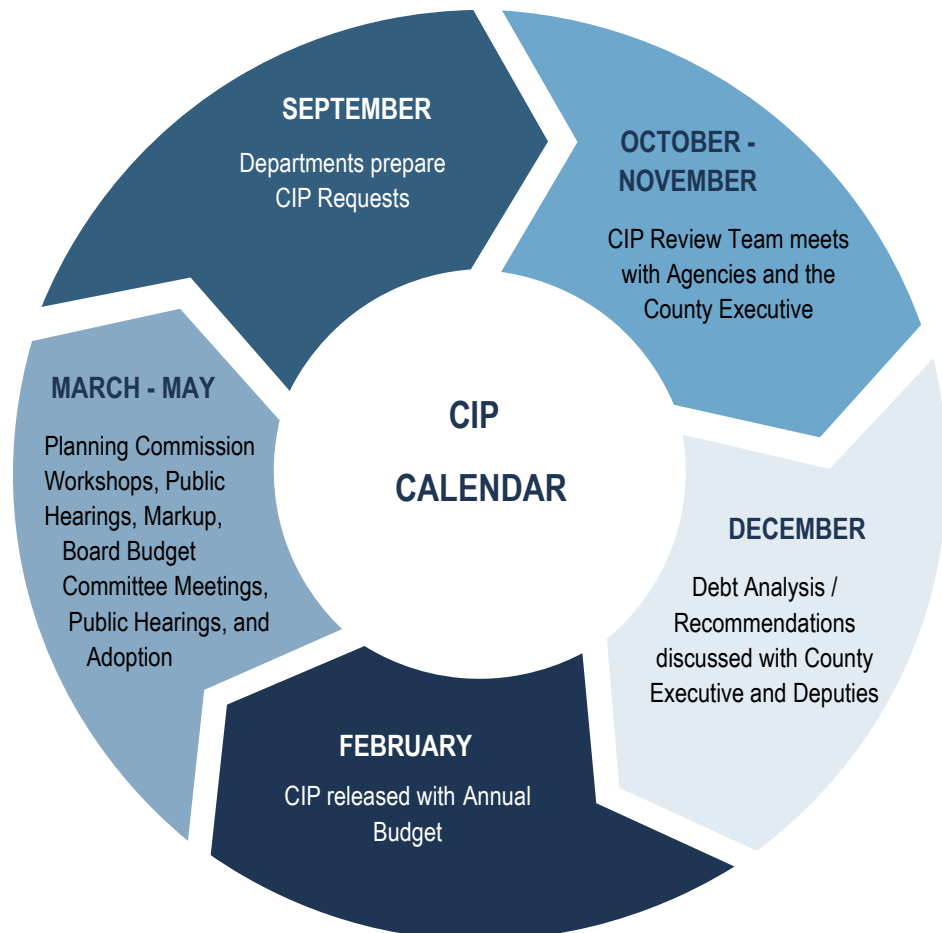 SEPTEMBER
Departments prepare
CIP Requests
OCTOBER -
NOVEMBER
CIP Review Team meets
with Agencies and the
County Executive
DECEMBER
Debt Analysis /
Recommendations
discussed with County
Executive and Deputies
FEBRUARY
CIP released with Annual
Budget
MARCH - MAY
Planning Commission
Workshops, Public
Hearings, Markup,
Board Budget
Committee Meetings,
Public Hearings, and
Adoption
CIP
CALENDAR